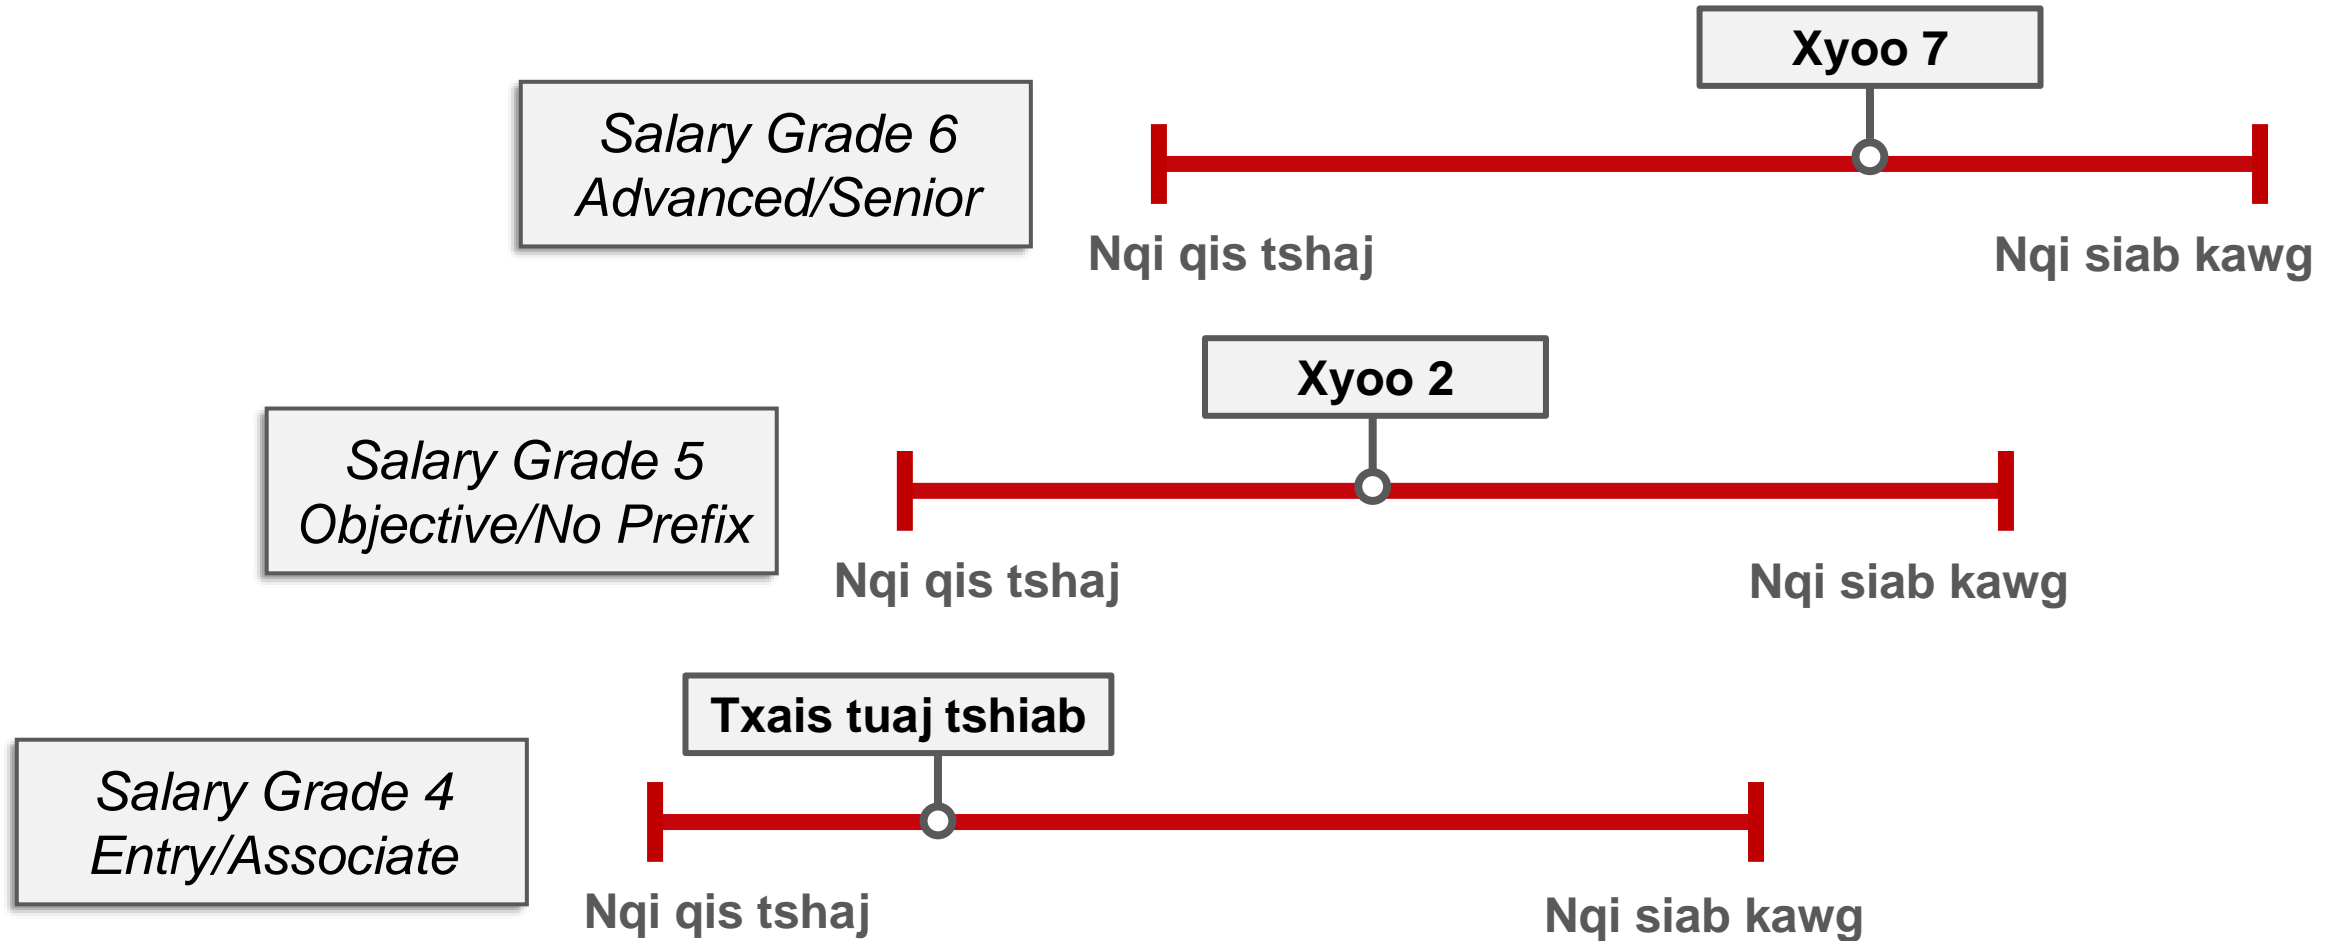 Xyoo 7
Salary Grade 6
Advanced/Senior
Nqi qis tshaj
Nqi siab kawg
Xyoo 2
Salary Grade 5
Objective/No Prefix
Nqi qis tshaj
Nqi siab kawg
Txais tuaj tshiab
Salary Grade 4
Entry/Associate
Nqi qis tshaj
Nqi siab kawg